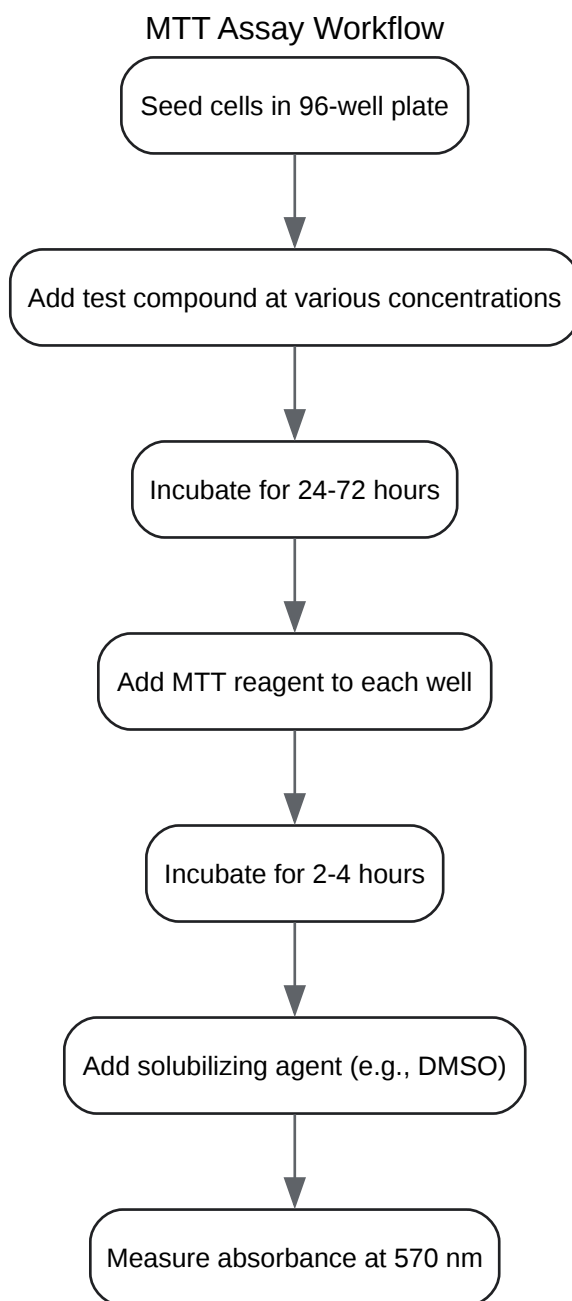 MTT Assay Workflow
Seed cells in 96-well plate
Add test compound at various concentrations
Incubate for 24-72 hours
Add MTT reagent to each well
Incubate for 2-4 hours
Add solubilizing agent (e.g., DMSO)
Measure absorbance at 570 nm